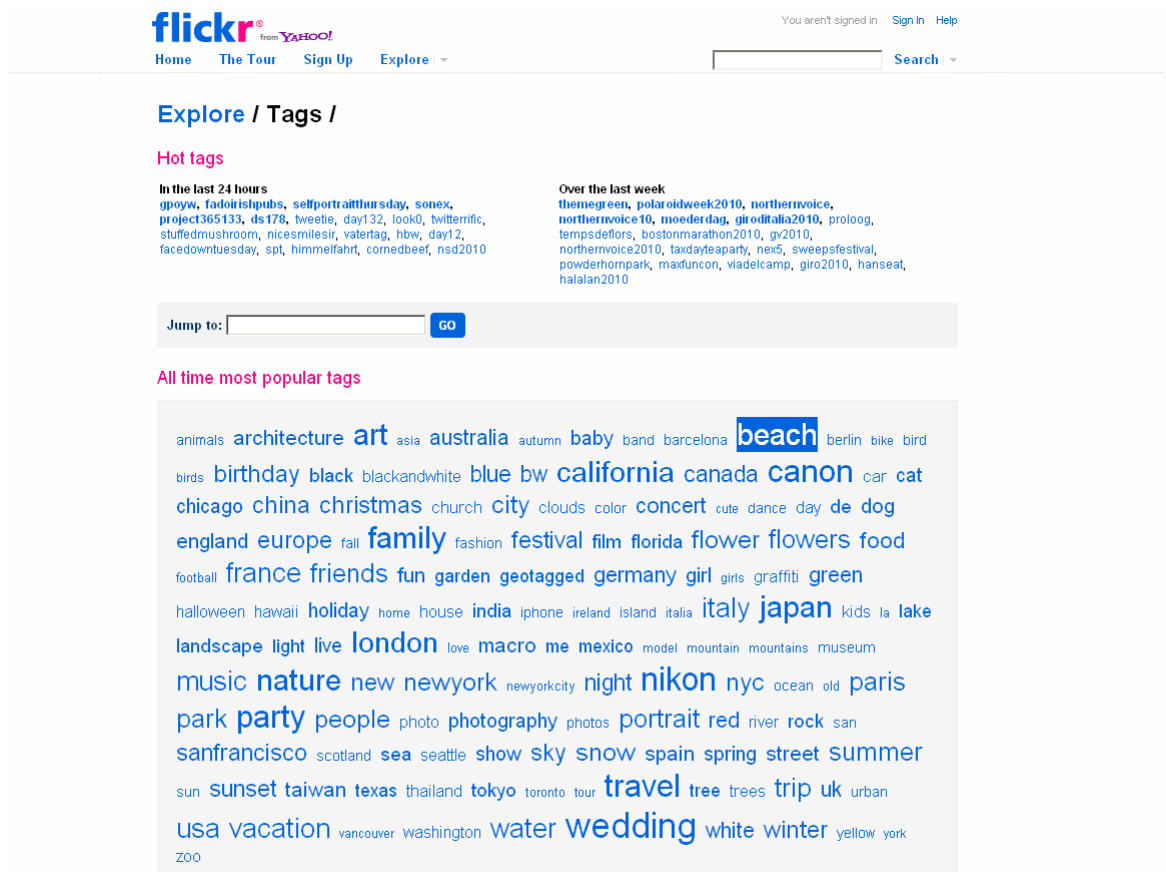 flickr® from YAHOO!
You aren't signed in Sign In Help
Home The Tour Sign Up Explore
Search
Explore / Tags /
Hot tags
In the last 24 hours
gpoyw, fadoirishpubs, selfportraitthursday, sonex,
project365133, ds178, tweetie, day132, look0, twitterrific,
stuffedmushroom, nicesmilesir, vatertag, hbw, day12,
facedowntuesday, spt, himmelfahrt, cornedbeef, nsd2010
Over the last week
themegreen, polaroidweek2010, northernvoice,
northernvoice10, moederdag, giroditalia2010, proloog,
tempsdeflors, bostonmarathon2010, gv2010,
northernvoice2010, taxdayteaparty, nex5, sweepsfestival,
powderhornpark, maxfuncon, viadelcamp, giro2010, hanseat,
halalan2010
Jump to: GO
All time most popular tags
animals architecture art asia australia autumn baby band barcelona beach berlin bike bird
birds birthday black blackandwhite blue bw california canada canon car cat
chicago china christmas church city clouds color concert cute dance day de dog
england europe fall family fashion festival film florida flower flowers food
football france friends fun garden geotagged germany girl girls graffiti green
halloween hawaii holiday home house india iphone ireland island italia italy japan kids la lake
landscape light live london love macro me mexico model mountain mountains museum
music nature new newyork newyorkcity night nikon nyc ocean old paris
park party people photo photography photos portrait red river rock san
sanfrancisco scotland sea seattle show sky snow spain spring street summer
sun sunset taiwan texas thailand tokyo toronto tour travel tree trees trip uk urban
usa vacation vancouver washington water wedding white winter yellow york
zoo